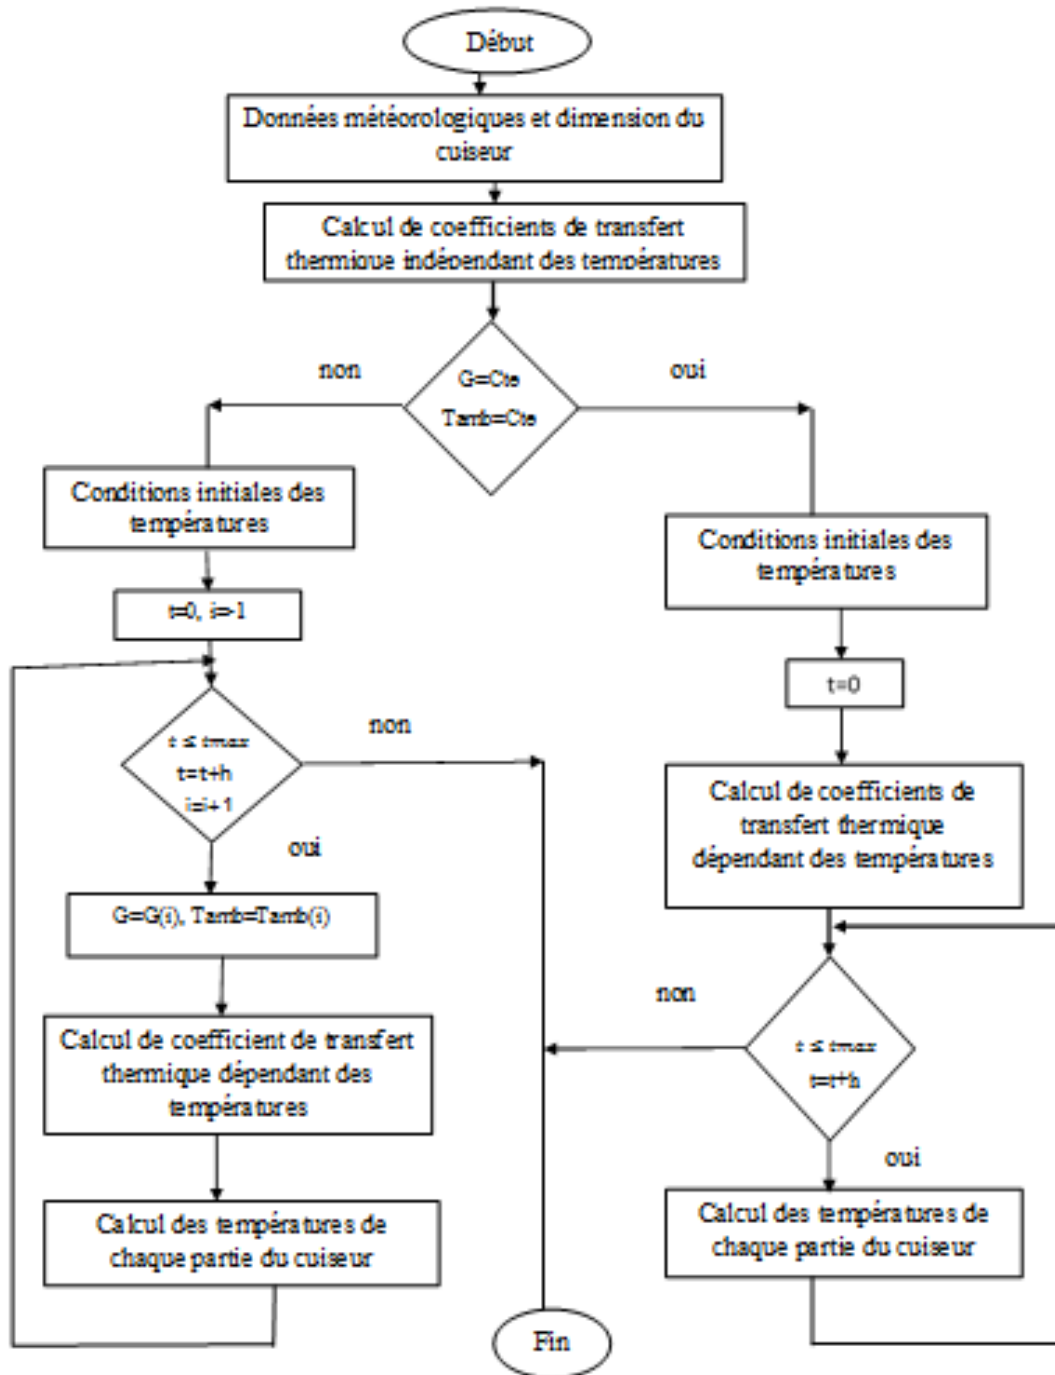 Début
Données météorologiques et dimension du
cuiseur
Calcul de coefficients de transfert
thermique indépendant des températures
non
oui
G=Cte
Tamb=Cte
Conditions initiales des
températures
t=0, i=-1
t ≤ tmax
t=t+h
i=i+1
non
oui
G=G(i), Tamb=Tamb(i)
Calcul de coefficient de transfert
thermique dépendant des
températures
Calcul des températures de
chaque partie du cuiseur
Conditions initiales des
températures
t=0
Calcul de coefficients de
transfert thermique
dépendant des températures
non
t ≤ tmax
t=t+h
oui
Calcul des températures de
chaque partie du cuiseur
Fin